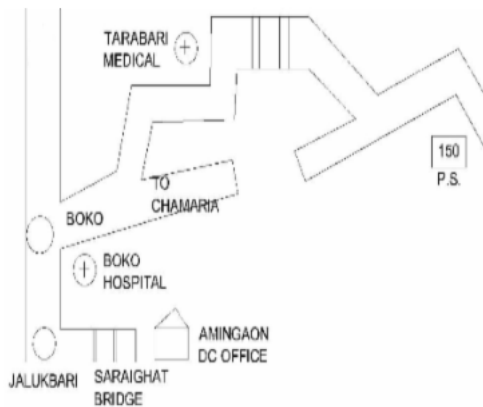 TARABARI
MEDICAL
150
P.S.
TO
CHAMARIA
BOKO
BOKO
HOSPITAL
AMINGAON
DC OFFICE
JALUKBARI
SARAIGHAT
BRIDGE